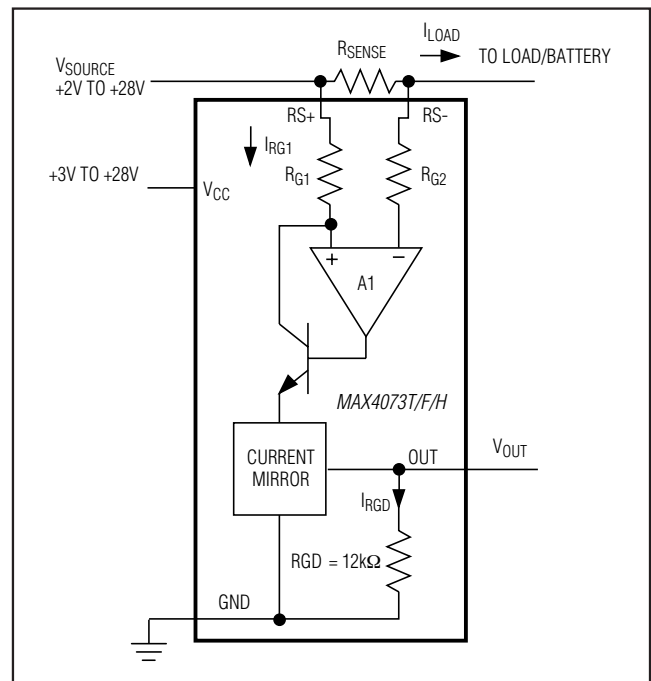 I_LOAD
R_SENSE
TO LOAD/BATTERY
V_SOURCE
+2V TO +28V
RS+
RS-
I_RG1
R_G1
R_G2
+3V TO +28V
V_CC
+
−
A1
MAX4073T/F/H
CURRENT
MIRROR
OUT
V_OUT
I_RGD
RGD = 12kΩ
GND